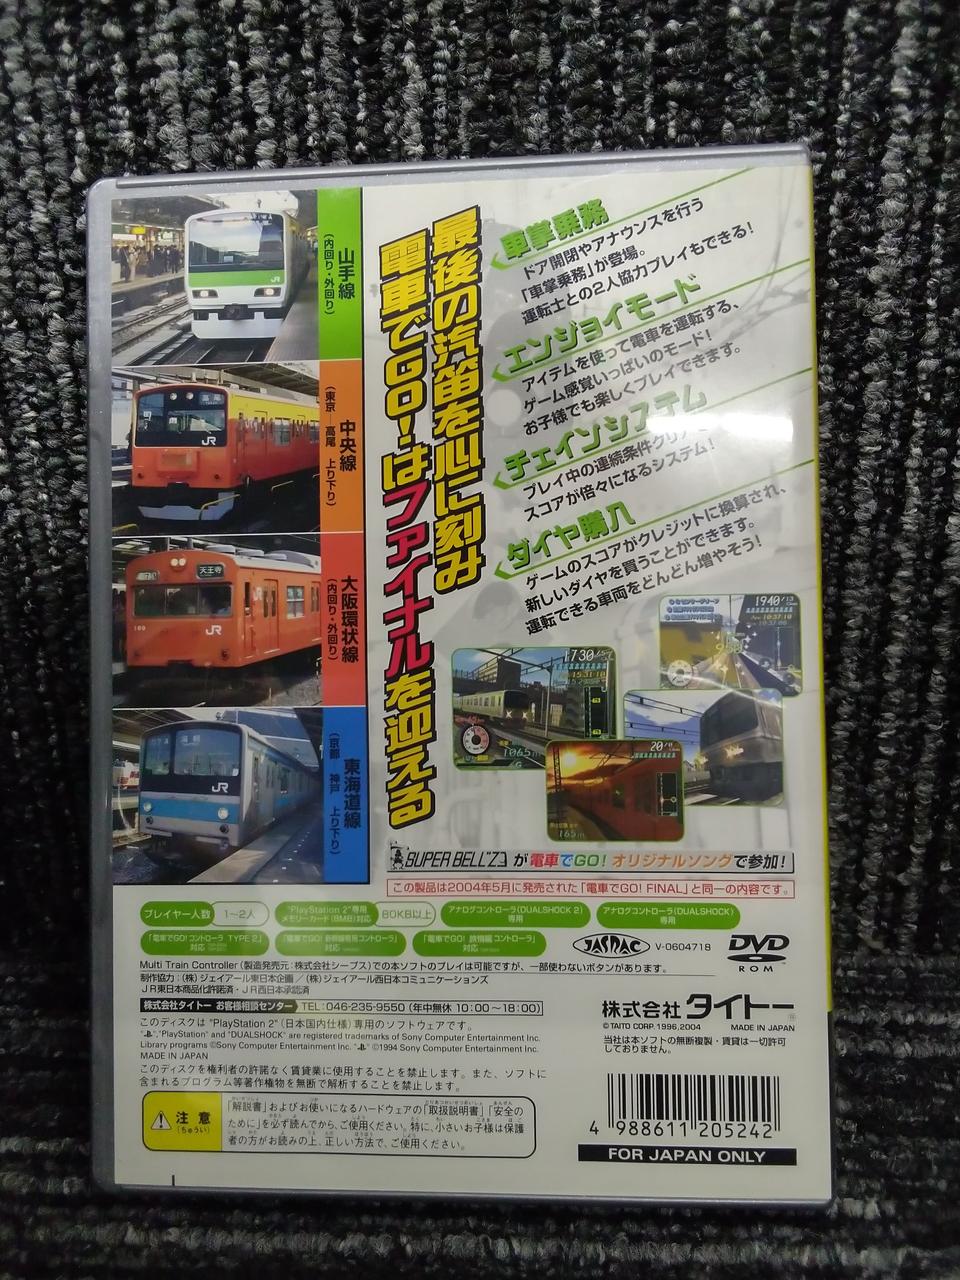 山手線
（内回り・外回り）
中央線
（東京―高尾 上り下り）
大阪環状線
（内回り・外回り）
東海道線
（京都―神戸 上り下り）
高尾
JR
天王寺
169
JR
JR
JR
最後の汽笛を心に刻み
電車でGO!はファイナルを迎える
車掌乗務
ドア開閉やアナウンスを行う
「車掌乗務」が登場。
運転士との2人協力プレイもできる!
エンジョイモード
アイテムを使って電車を運転する、
ゲーム感覚いっぱいのモード!
お子様でも楽しくプレイできます。
チェインシステム
プレイ中の連続条件クリアで
スコアが倍々になるシステム!
ダイヤ購入
ゲームのスコアがクレジットに換算され、
新しいダイヤを買うことができます。
運転できる車両をどんどん増やそう!
1940
10:37:10
10:37:00
1730
15:31:10
1065m
20/0
165m
SUPER BELL"Z が 電車でGO! オリジナルソングで参加!
この製品は2004年5月に発売された「電車でGO! FINAL」と同一の内容です。
プレイヤー人数 1～2人
"PlayStation 2"専用
メモリーカード(8MB)対応 80KB以上
アナログコントローラ(DUALSHOCK 2)
専用
アナログコントローラ(DUALSHOCK)
専用
「電車でGO! コントローラ TYPE 2」
対応
「電車でGO! 新幹線専用コントローラ」
対応
「電車でGO! 旅情編 コントローラ」
対応
JASRAC V-0604718
DVD
ROM
Multi Train Controller(製造発売元:株式会社シープス)での本ソフトのプレイは可能ですが、一部使わないボタンがあります。
制作協力:(株)ジェイアール東日本企画/(株)ジェイアール西日本コミュニケーションズ
JR東日本商品化許諾済・JR西日本承認済
株式会社タイトー お客様相談センター TEL:046-235-9550 (年中無休 10:00～18:00)
このディスクは "PlayStation 2" (日本国内仕様)専用のソフトウェアです。
"PlayStation" and "DUALSHOCK" are registered trademarks of Sony Computer Entertainment Inc.
Library programs ©Sony Computer Entertainment Inc. ©1994 Sony Computer Entertainment Inc.
MADE IN JAPAN
このディスクを権利者の許諾なく賃貸業に使用することを禁止します。また、ソフトに
含まれるプログラム等著作権物を無断で解析することを禁止します。
注意
(ちゅうい)
「解説書」およびお使いになるハードウェアの「取扱説明書」「安全の
ために」を必ず読んでから、ご使用ください。特に、小さいお子様は保護
者の方がお読みの上、正しい方法で、ご使用ください。
株式会社 タイトー
© TAITO CORP. 1996, 2004 MADE IN JAPAN
当社は本ソフトの無断複製・賃貸は一切許可
しておりません。
4 988611 205242
FOR JAPAN ONLY